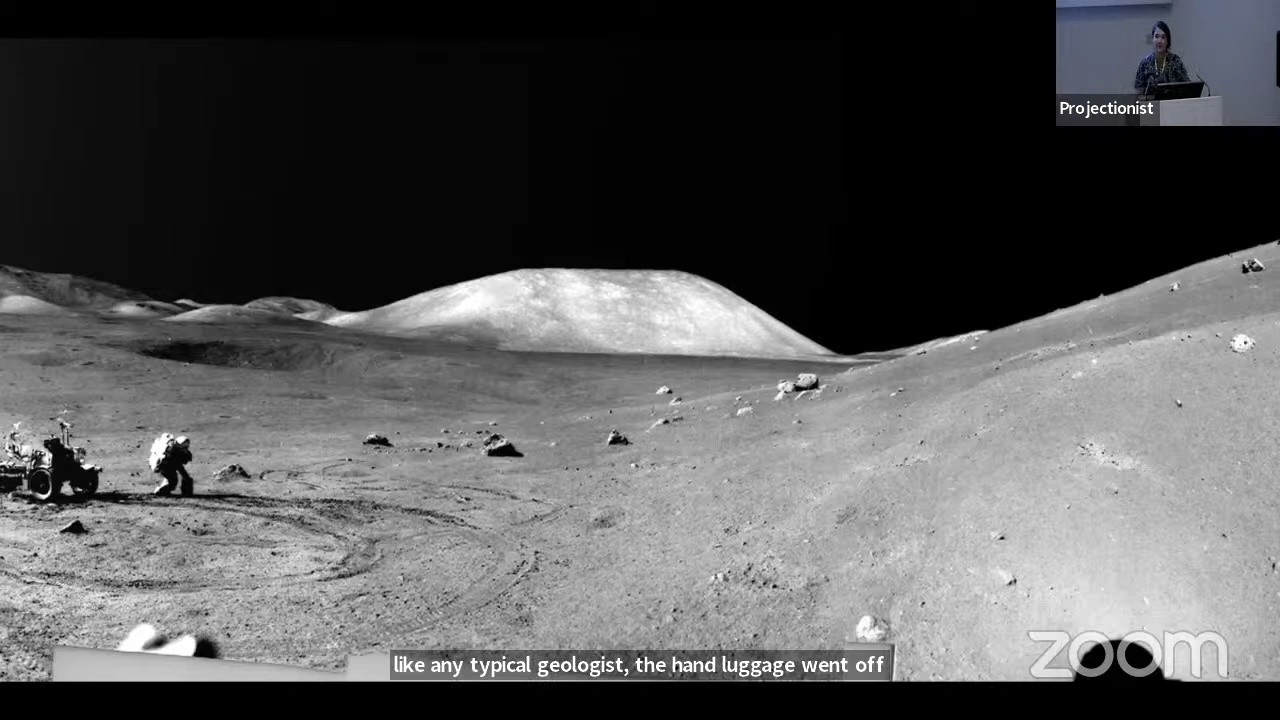 Projectionist
like any typical geologist, the hand luggage went off
zoom